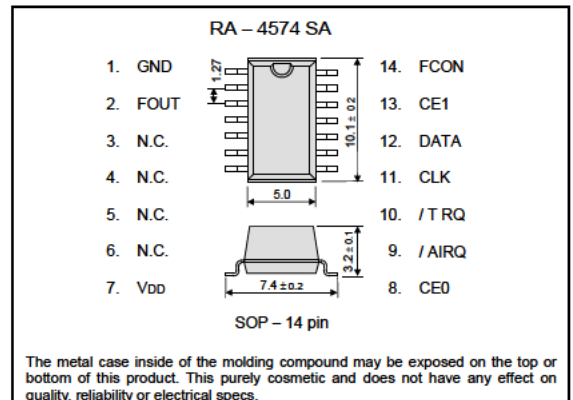 RA – 4574 SA
1. GND
2. FOUT
3. N.C.
4. N.C.
5. N.C.
6. N.C.
7. VDD
1.27
10.1 ± 02
5.0
14. FCON
13. CE1
12. DATA
11. CLK
10. / T RQ
9. / AIRQ
8. CE0
3.2 ± 0.1
7.4 ± 0.2
SOP – 14 pin
The metal case inside of the molding compound may be exposed on the top or
bottom of this product. This purely cosmetic and does not have any effect on
quality, reliability or electrical specs.